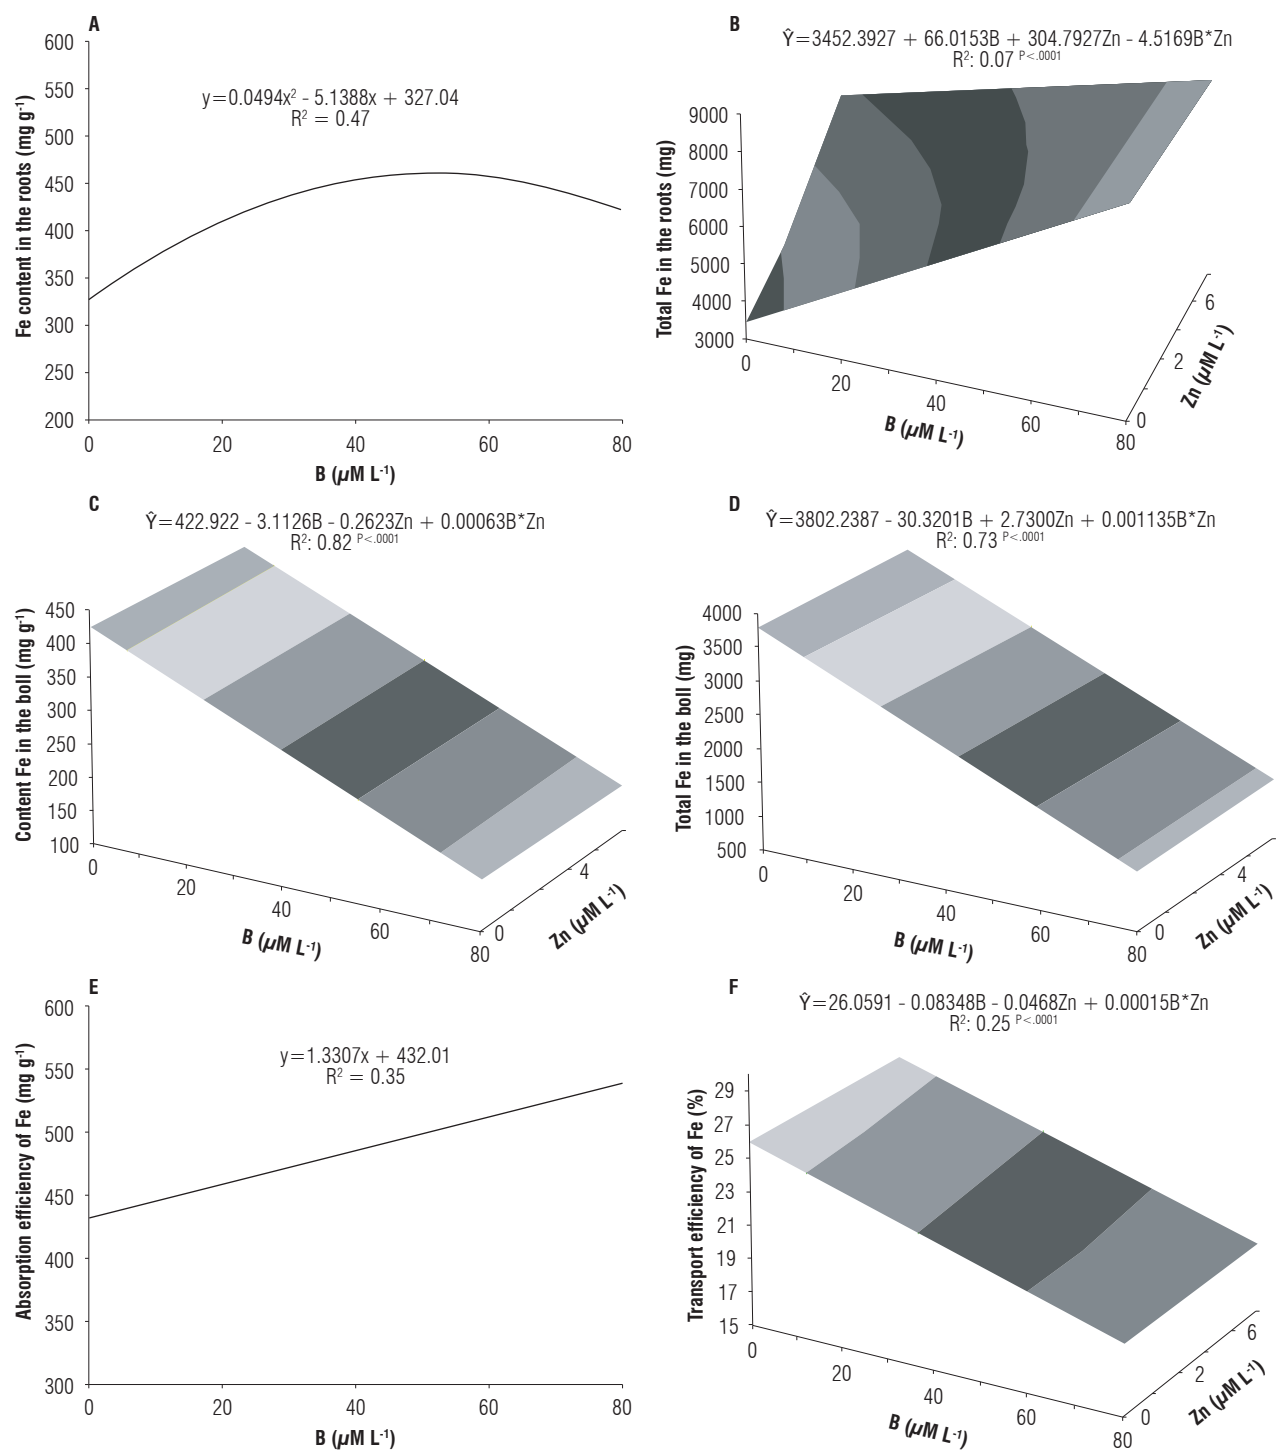 A
y=0.0494x² - 5.1388x + 327.04
R² = 0.47
Fe content in the roots (mg g⁻¹)
600
550
500
450
400
350
300
250
200
0 20 40 60 80
B (µM L⁻¹)
B
Ŷ=3452.3927 + 66.0153B + 304.7927Zn - 4.5169B*Zn
R²: 0.07 P<.0001
Total Fe in the roots (mg)
9000
8000
7000
6000
5000
4000
3000
0 20 40 60 80
B (µM L⁻¹)
0 2 6
Zn (µM L⁻¹)
C
Ŷ=422.922 - 3.1126B - 0.2623Zn + 0.00063B*Zn
R²: 0.82 P<.0001
Content Fe in the boll (mg g⁻¹)
450
400
350
300
250
200
150
100
0 20 40 60 80
B (µM L⁻¹)
0 4
Zn (µM L⁻¹)
D
Ŷ=3802.2387 - 30.3201B + 2.7300Zn + 0.001135B*Zn
R²: 0.73 P<.0001
Total Fe in the boll (mg)
4000
3500
3000
2500
2000
1500
1000
500
0 20 40 60 80
B (µM L⁻¹)
0 4
Zn (µM L⁻¹)
E
y=1.3307x + 432.01
R² = 0.35
Absorption efficiency of Fe (mg g⁻¹)
600
550
500
450
400
350
300
0 20 40 60 80
B (µM L⁻¹)
F
Ŷ=26.0591 - 0.08348B - 0.0468Zn + 0.00015B*Zn
R²: 0.25 P<.0001
Transport efficiency of Fe (%)
29
27
25
23
21
19
17
15
0 20 40 60 80
B (µM L⁻¹)
0 2 6
Zn (µM L⁻¹)